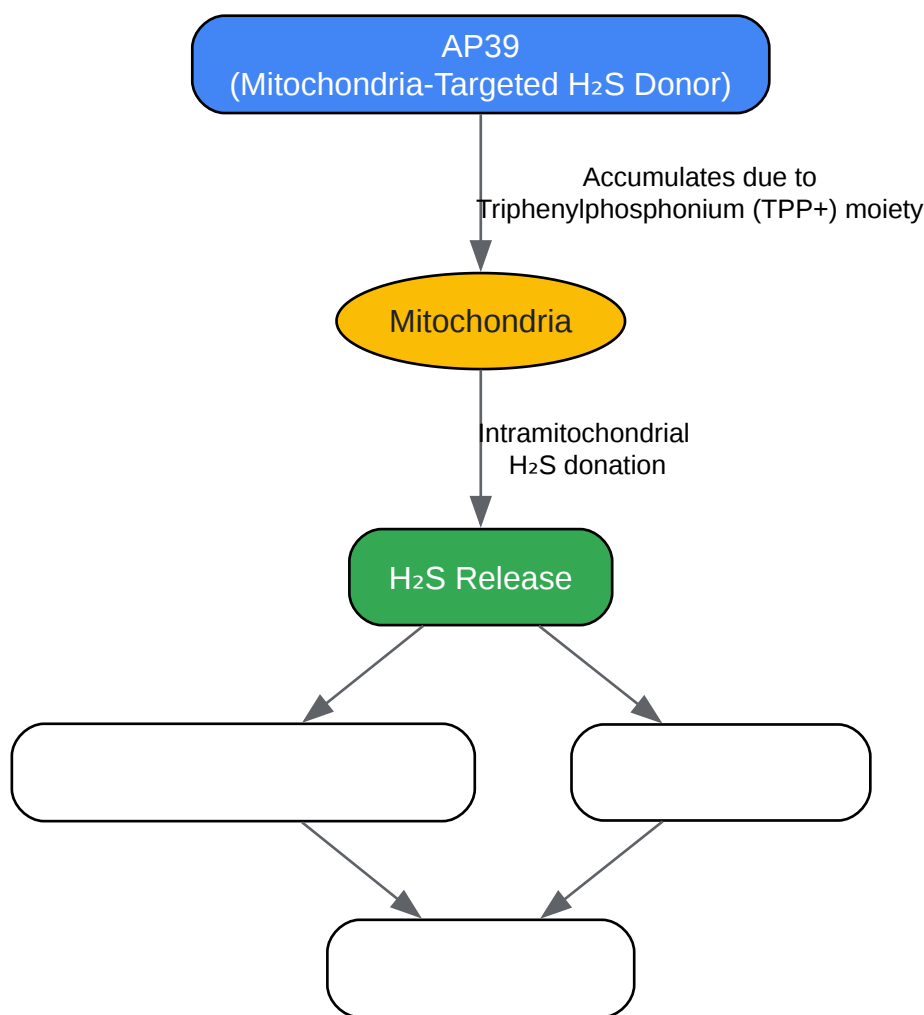 AP39
(Mitochondria-Targeted H₂S Donor)
Accumulates due to
Triphenylphosphonium (TPP+) moiety
Mitochondria
Intramitochondrial
H₂S donation
H₂S Release